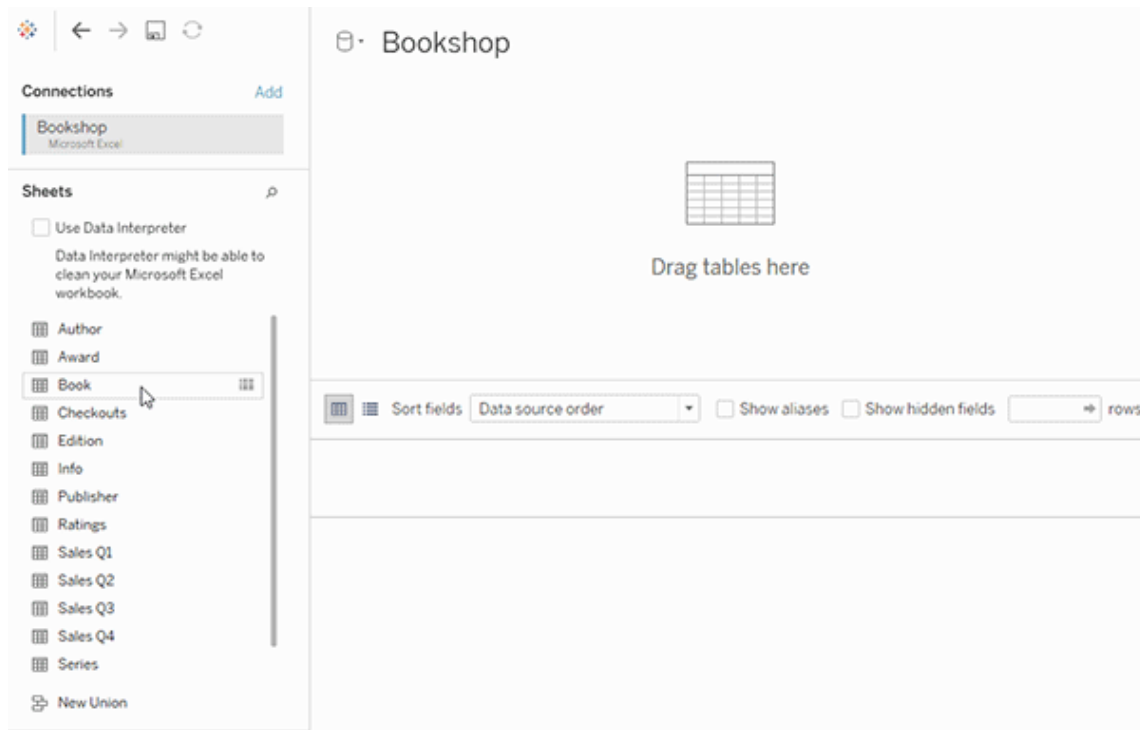 Bookshop
Connections Add
Bookshop
Microsoft Excel
Sheets
Use Data Interpreter
Data Interpreter might be able to
clean your Microsoft Excel
workbook.
Author
Award
Book
Checkouts
Edition
Info
Publisher
Ratings
Sales Q1
Sales Q2
Sales Q3
Sales Q4
Series
New Union
Drag tables here
Sort fields Data source order Show aliases Show hidden fields rows